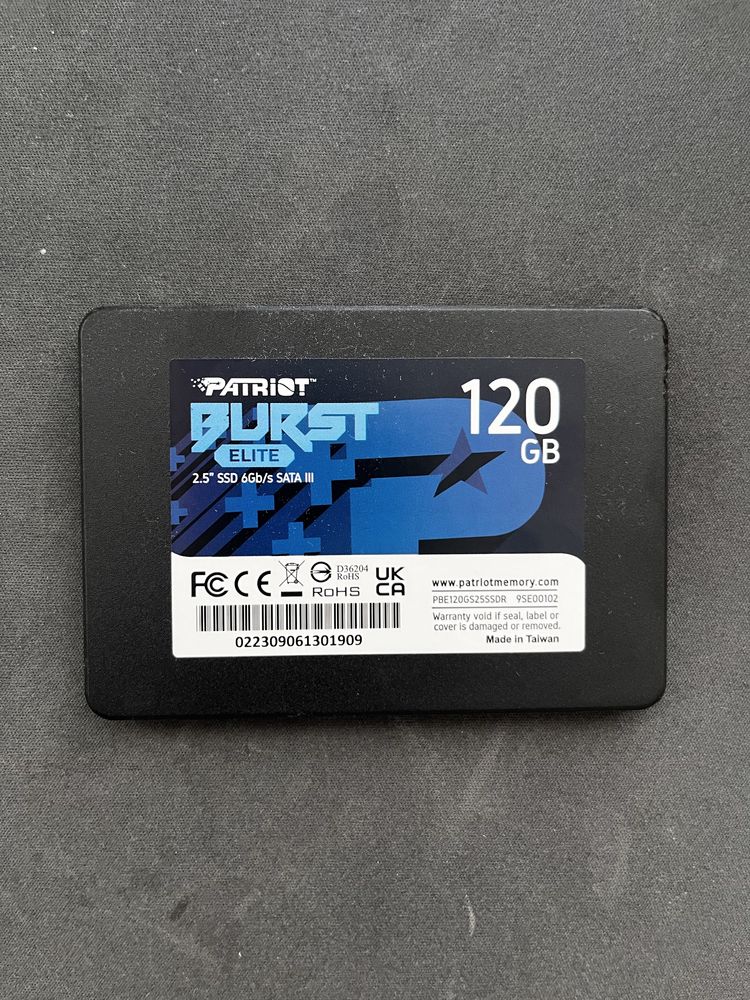 PATRIOT™
BURST
ELITE
2.5" SSD 6Gb/s SATA III
120
GB
FC CE D36204
RoHS
RoHS
UK
CA
022309061301909
www.patriotmemory.com
PBE120GS25SSDR 9SE00102
Warranty void if seal, label or
cover is damaged or removed.
Made in Taiwan